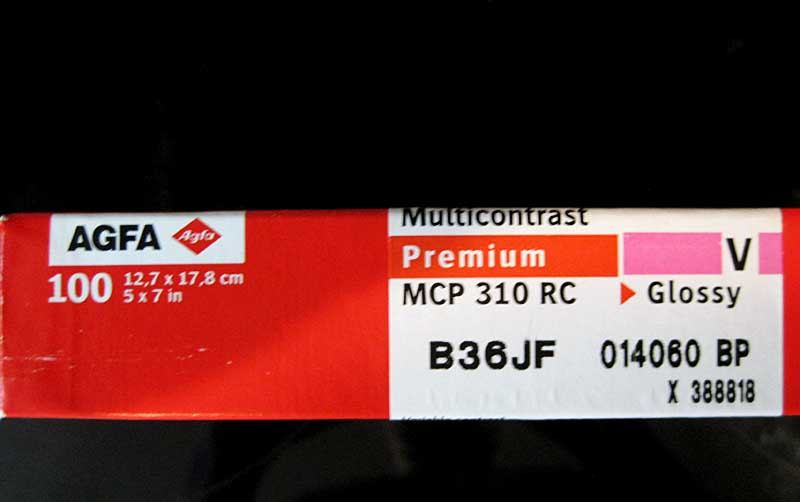 AGFA Agfa
100 12,7 x 17,8 cm
5 x 7 in
Multicontrast
Premium V
MCP 310 RC Glossy
B36JF 014060 BP
X 388818